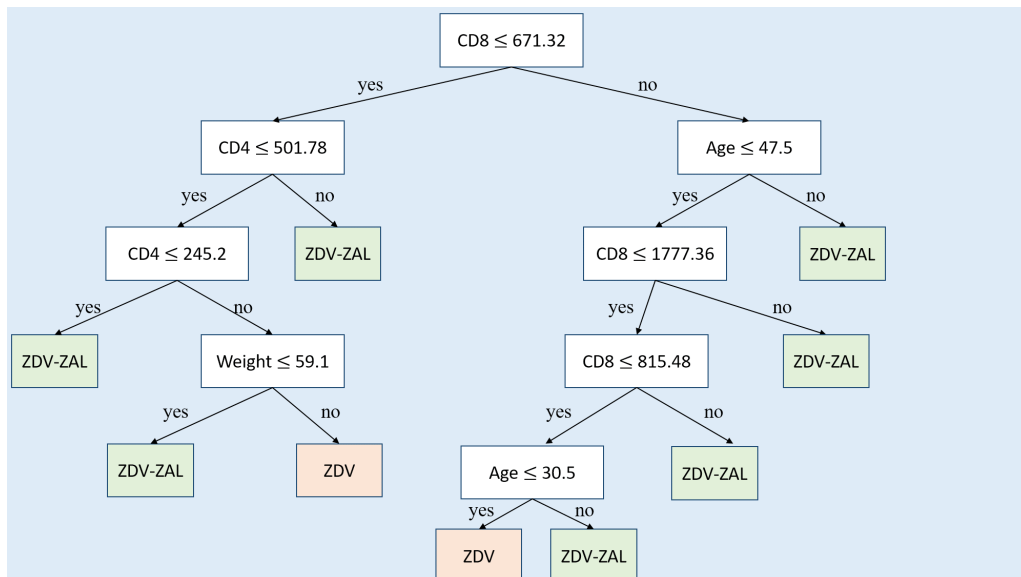 CD8 ≤ 671.32
yes
no
CD4 ≤ 501.78
Age ≤ 47.5
yes
no
yes
no
CD4 ≤ 245.2
ZDV-ZAL
CD8 ≤ 1777.36
ZDV-ZAL
yes
no
yes
no
ZDV-ZAL
Weight ≤ 59.1
CD8 ≤ 815.48
ZDV-ZAL
yes
no
yes
no
ZDV-ZAL
ZDV
Age ≤ 30.5
ZDV-ZAL
yes
no
ZDV
ZDV-ZAL